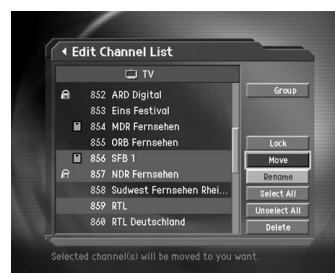 Edit Channel List
TV
852 ARD Digital
Group
853 Eins Festival
854 MDR Fernsehen
855 ORB Fernsehen
Lock
856 SFB 1
Move
857 NDR Fernsehen
Rename
858 Sudwest Fernsehen Rhei...
Select All
859 RTL
Unselect All
860 RTL Deutschland
Delete
Selected channel(s) will be moved to you want.